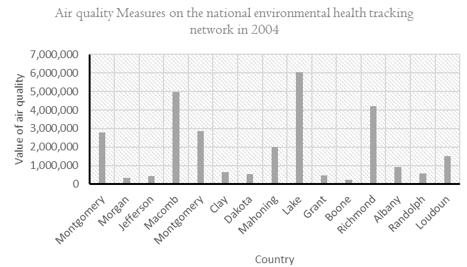 Air quality Measures on the national environmental health tracking
network in 2004
7,000,000
6,000,000
5,000,000
4,000,000
3,000,000
2,000,000
1,000,000
0
Value of air quality
Montgomery
Morgan
Jefferson
Macomb
Montgomery
Clay
Dakota
Mahoning
Lake
Grant
Boone
Richmond
Albany
Randolph
Loudoun
Country